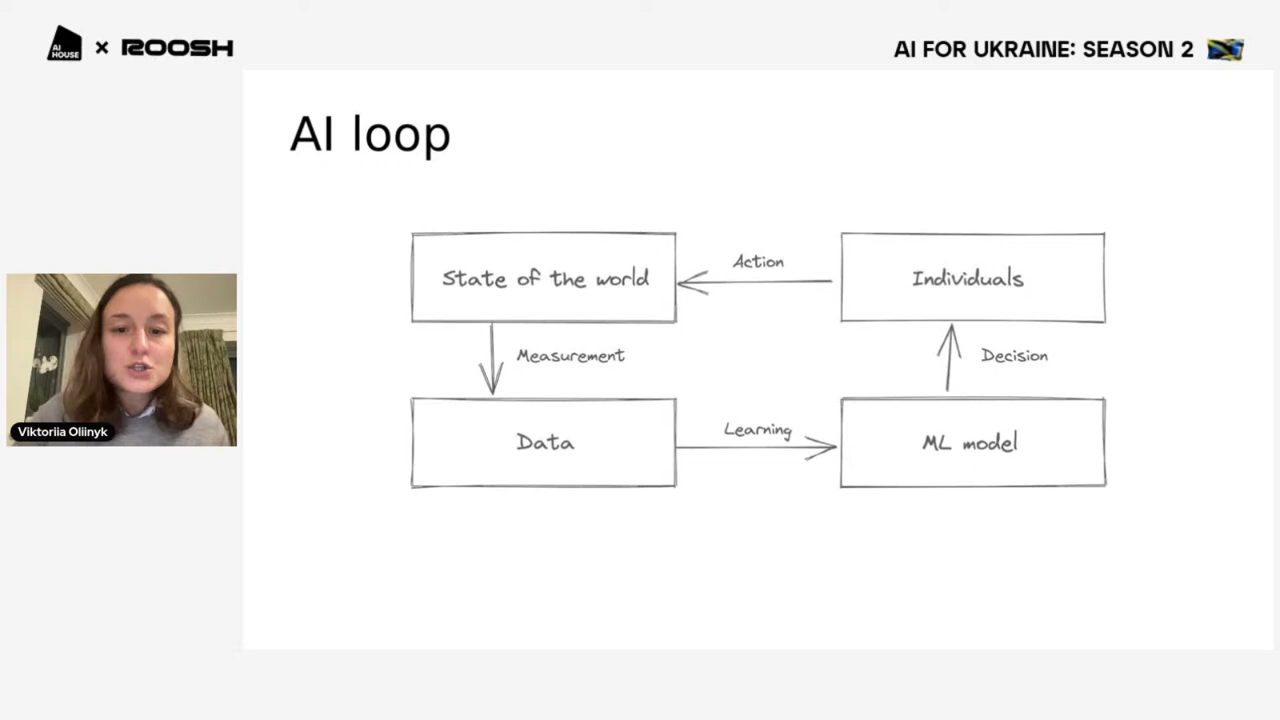 AI HOUSE × ROOSH
AI FOR UKRAINE: SEASON 2
AI loop
State of the world
Action
Individuals
Measurement
Decision
Data
Learning
ML model
Viktoriia Oliinyk